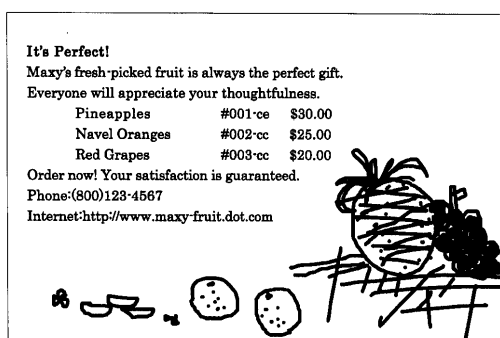 It's Perfect!
Maxy's fresh-picked fruit is always the perfect gift.
Everyone will appreciate your thoughtfulness.
Pineapples #001-ce $30.00
Navel Oranges #002-cc $25.00
Red Grapes #003-cc $20.00
Order now! Your satisfaction is guaranteed.
Phone:(800)123-4567
Internet:http://www.maxy-fruit.dot.com